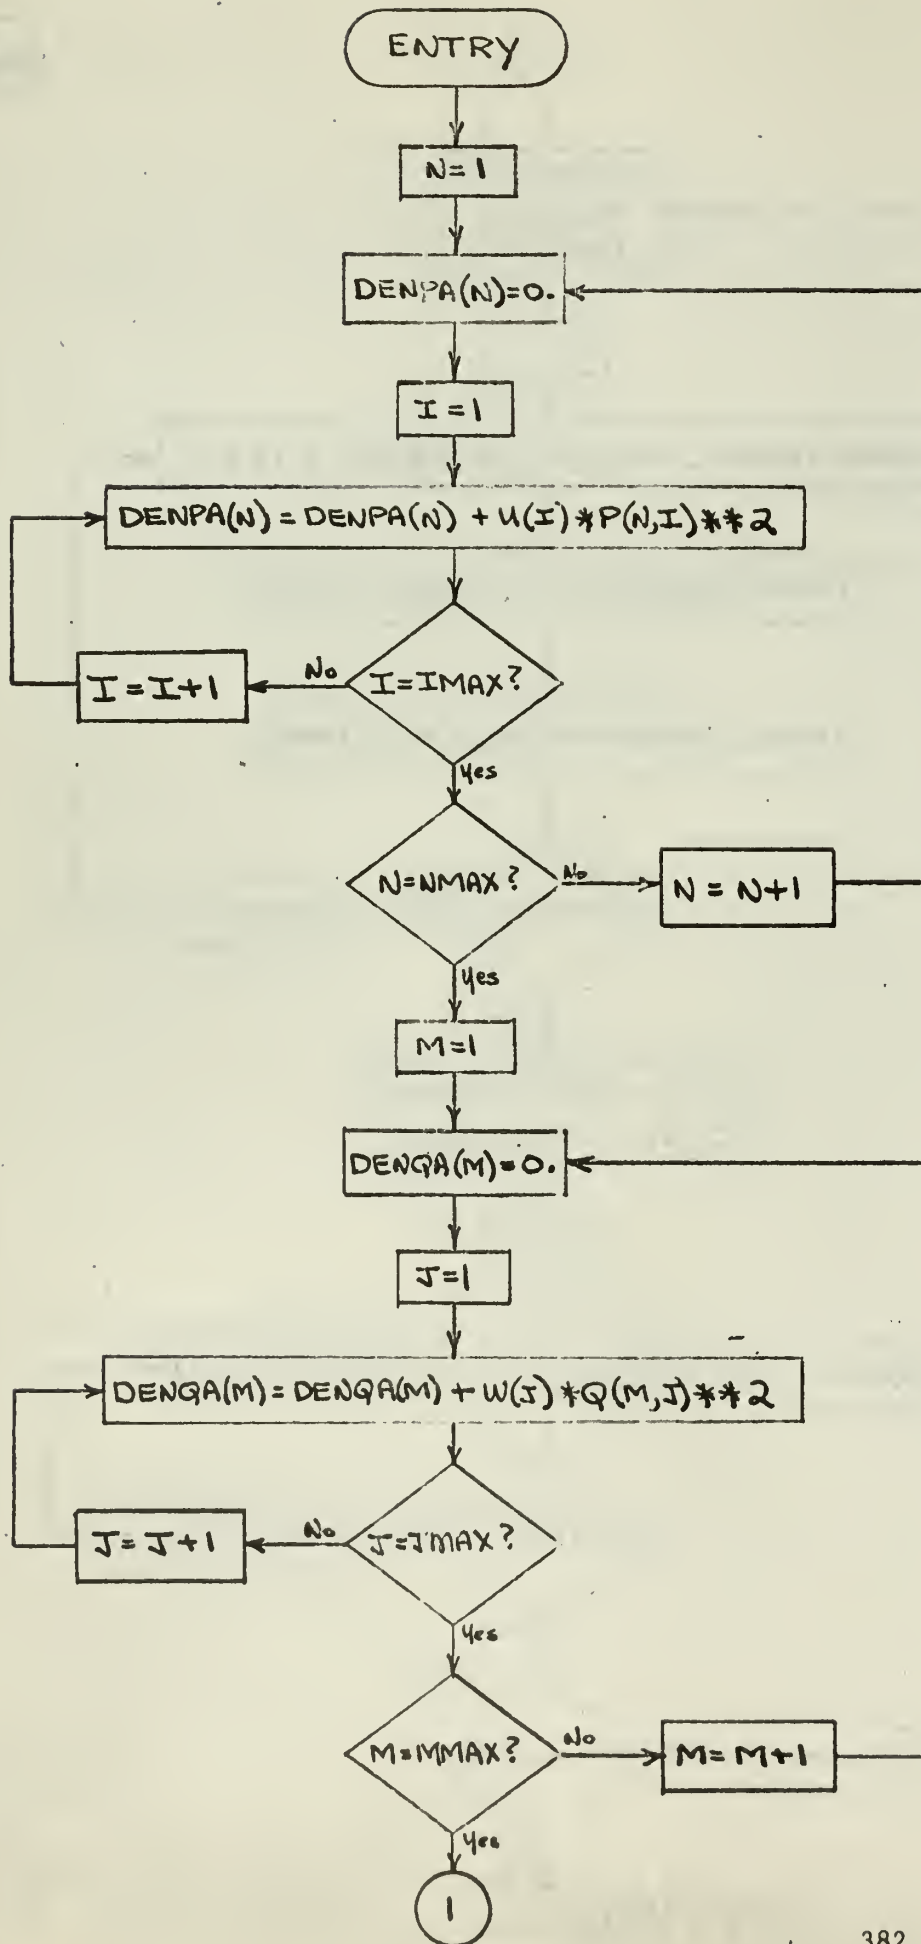 ENTRY
N=1
DENPA(N)=0.
I=1
DENPA(N) = DENPA(N) + U(I) *P(N,I)**2
I=IMAX?
No
I=I+1
Yes
N=NMAX?
No
N = N+1
Yes
M=1
DENQA(M)=0.
J=1
DENQA(M)=DENQA(M) + W(J) *Q(M,J)**2
J=JMAX?
No
J=J+1
Yes
M=MMAX?
No
M=M+1
Yes
1
382